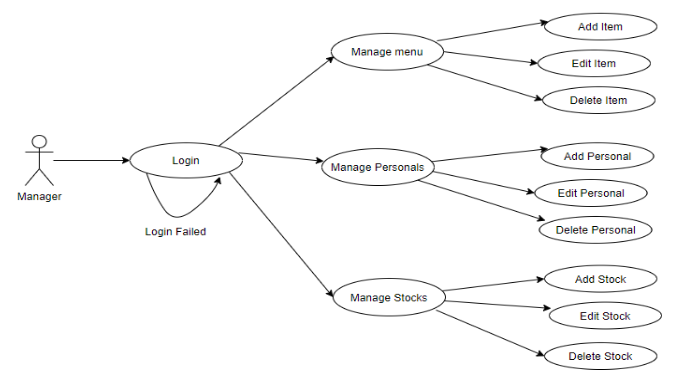 Manager
Login
Login Failed
Manage menu
Add Item
Edit Item
Delete Item
Manage Personals
Add Personal
Edit Personal
Delete Personal
Manage Stocks
Add Stock
Edit Stock
Delete Stock